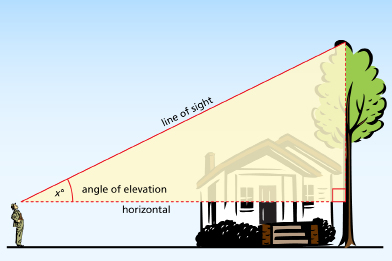 line of sight
x°
angle of elevation
horizontal